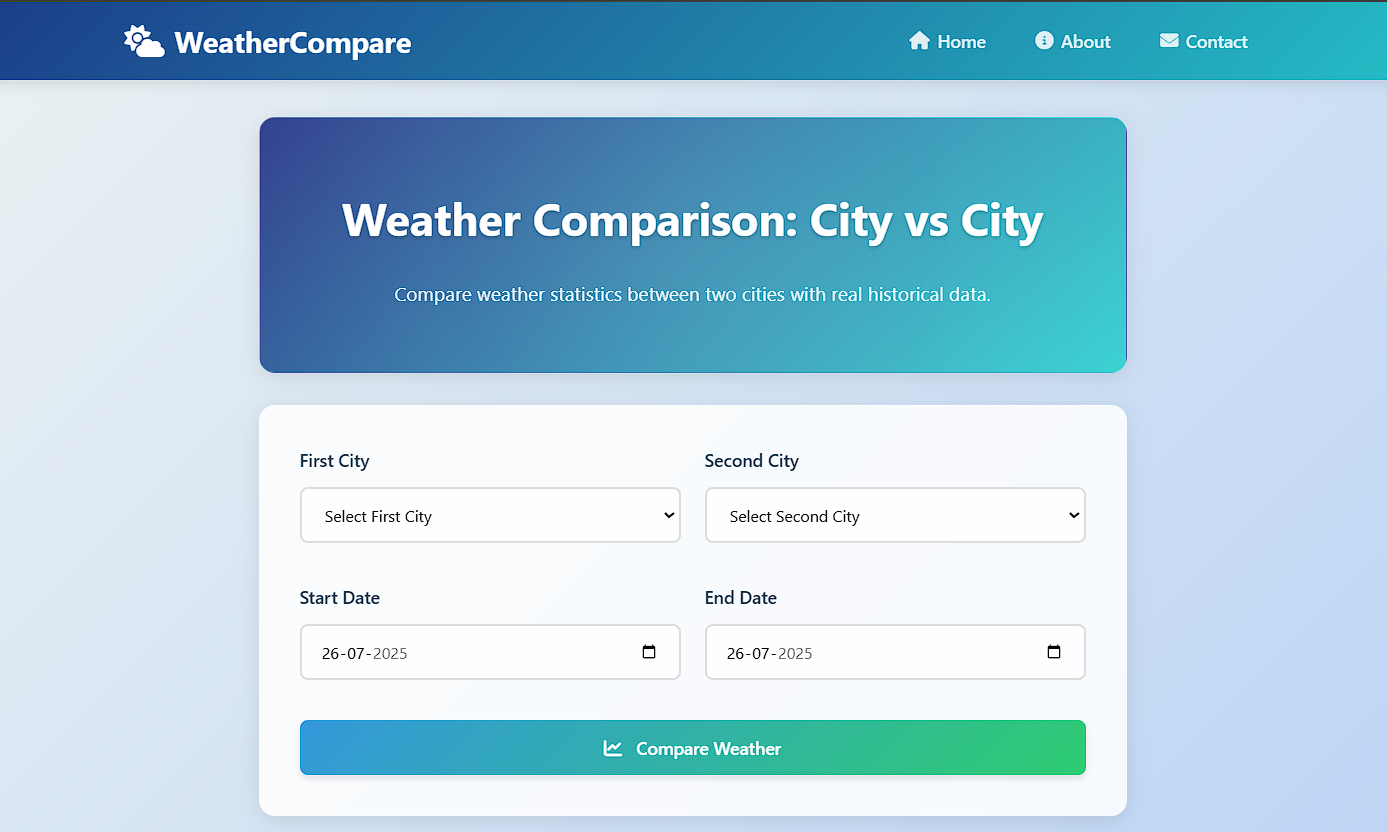 WeatherCompare
Home
About
Contact
Weather Comparison: City vs City
Compare weather statistics between two cities with real historical data.
First City
Second City
Select First City
Select Second City
Start Date
End Date
26-07-2025
26-07-2025
Compare Weather